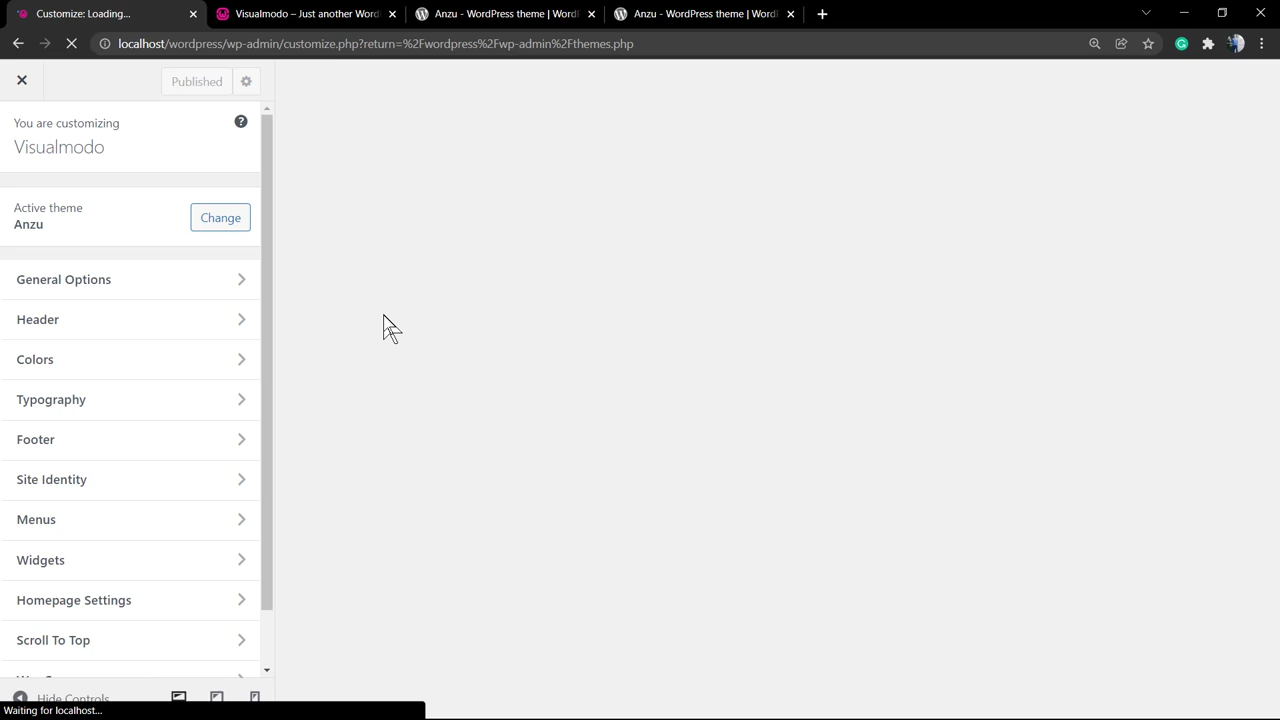 Customize: Loading...
Visualmodo – Just another Word
Anzu - WordPress theme | Word
Anzu - WordPress theme | Word
localhost/wordpress/wp-admin/customize.php?return=%2Fwordpress%2Fwp-admin%2Fthemes.php
Published
You are customizing
Visualmodo
Active theme
Anzu
Change
General Options
Header
Colors
Typography
Footer
Site Identity
Menus
Widgets
Homepage Settings
Scroll To Top
Hide Controls
Waiting for localhost...